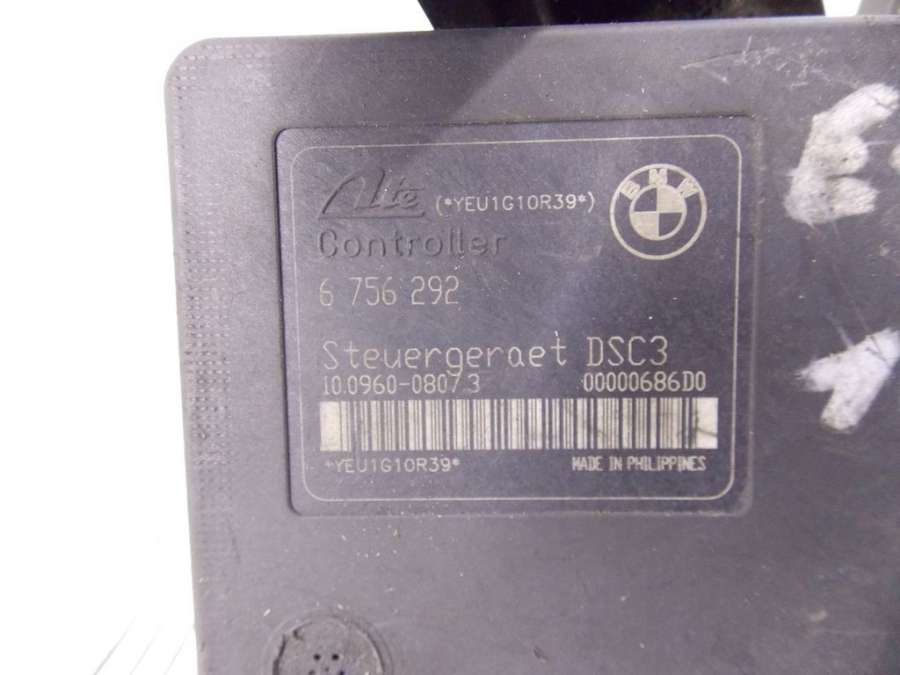 Ate (*YEU1G10R39*)
BMW
Controller
6 756 292
Steuergeraet DSC3
10.0960-0807.3 00000686D0
*YEU1G10R39* MADE IN PHILIPPINES